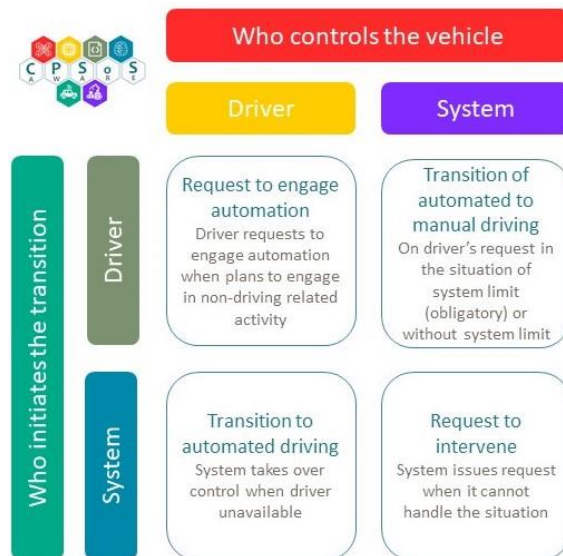 Who controls the vehicle
C P S o S
A W A R E
Driver
System
Who initiates the transition
Driver
Request to engage
automation
Driver requests to
engage automation
when plans to engage
in non-driving related
activity
Transition of
automated to
manual driving
On driver's request in
the situation of
system limit
(obligatory) or
without system limit
System
Transition to
automated driving
System takes over
control when driver
unavailable
Request to
intervene
System issues request
when it cannot
handle the situation